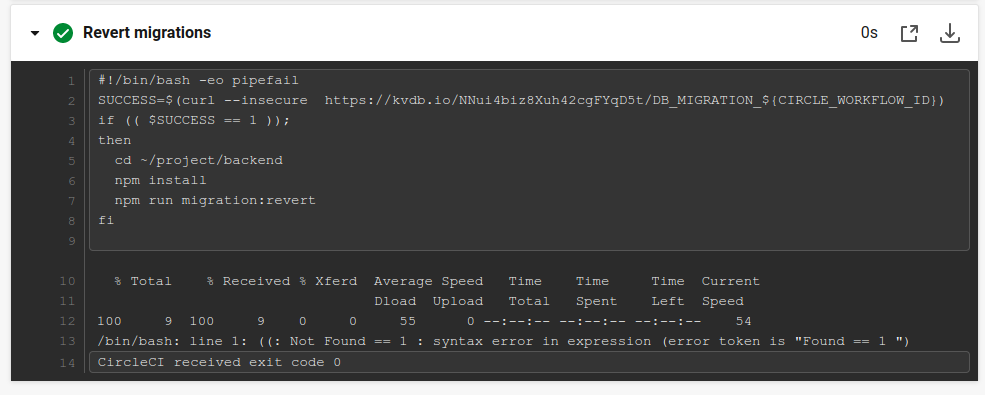 Revert migrations 0s
1 #!/bin/bash -eo pipefail
2 SUCCESS=$(curl --insecure  https://kvdb.io/NNui4biz8Xuh42cgFYqD5t/DB_MIGRATION_${CIRCLE_WORKFLOW_ID})
3 if (( $SUCCESS == 1 ));
4 then
5   cd ~/project/backend
6   npm install
7   npm run migration:revert
8 fi
9
10   % Total    % Received % Xferd  Average Speed   Time    Time     Time  Current
11                                  Dload  Upload   Total   Spent    Left  Speed
12 100     9  100     9    0     0     55      0 --:--:-- --:--:-- --:--:--    54
13 /bin/bash: line 1: ((: Not Found == 1 : syntax error in expression (error token is "Found == 1 ")
14 CircleCI received exit code 0